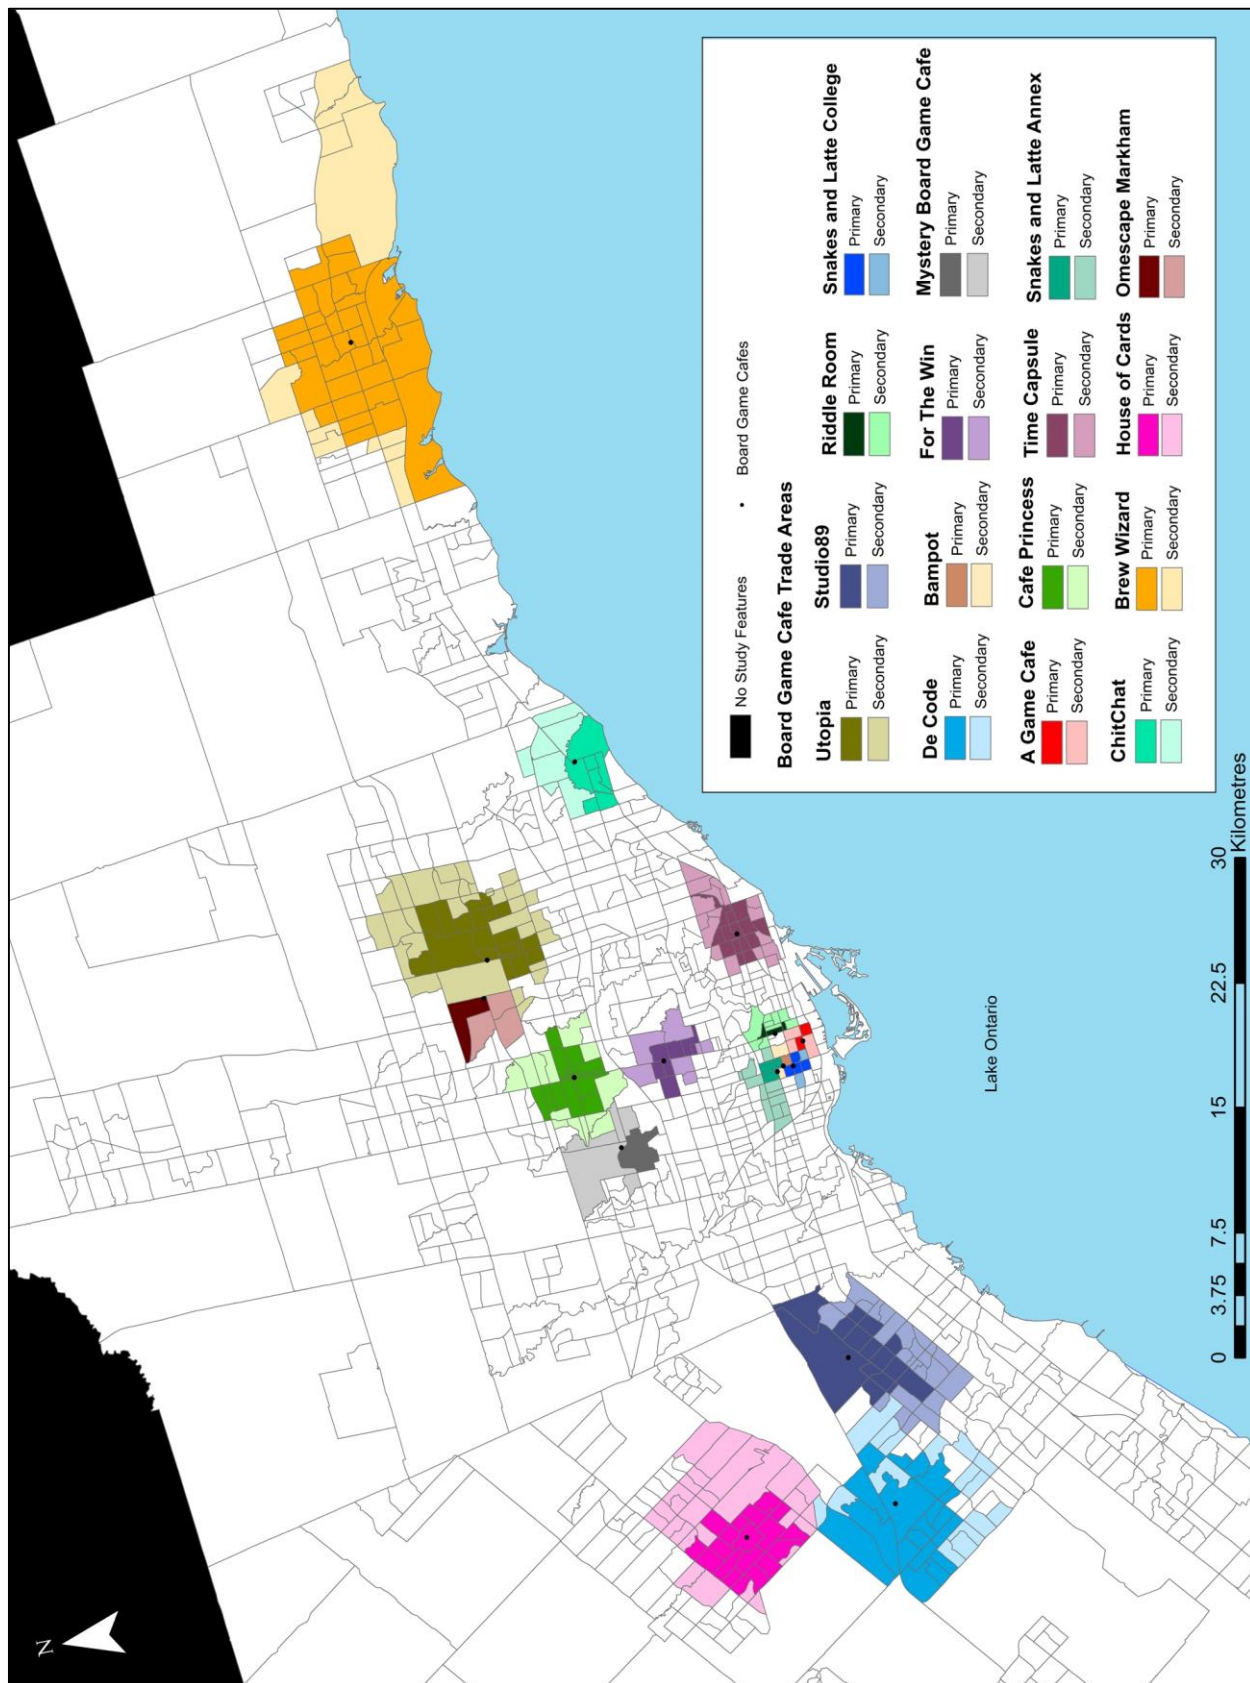 N
Lake Ontario
0 3.75 7.5 15 22.5 30
Kilometres
No Study Features
Board Game Cafes
Board Game Cafe Trade Areas
Utopia
Primary
Secondary
Studio89
Primary
Secondary
Riddle Room
Primary
Secondary
Snakes and Latte College
Primary
Secondary
De Code
Primary
Secondary
Bampot
Primary
Secondary
For The Win
Primary
Secondary
Mystery Board Game Cafe
Primary
Secondary
A Game Cafe
Primary
Secondary
Cafe Princess
Primary
Secondary
Time Capsule
Primary
Secondary
Snakes and Latte Annex
Primary
Secondary
ChitChat
Primary
Secondary
Brew Wizard
Primary
Secondary
House of Cards
Primary
Secondary
Omescape Markham
Primary
Secondary